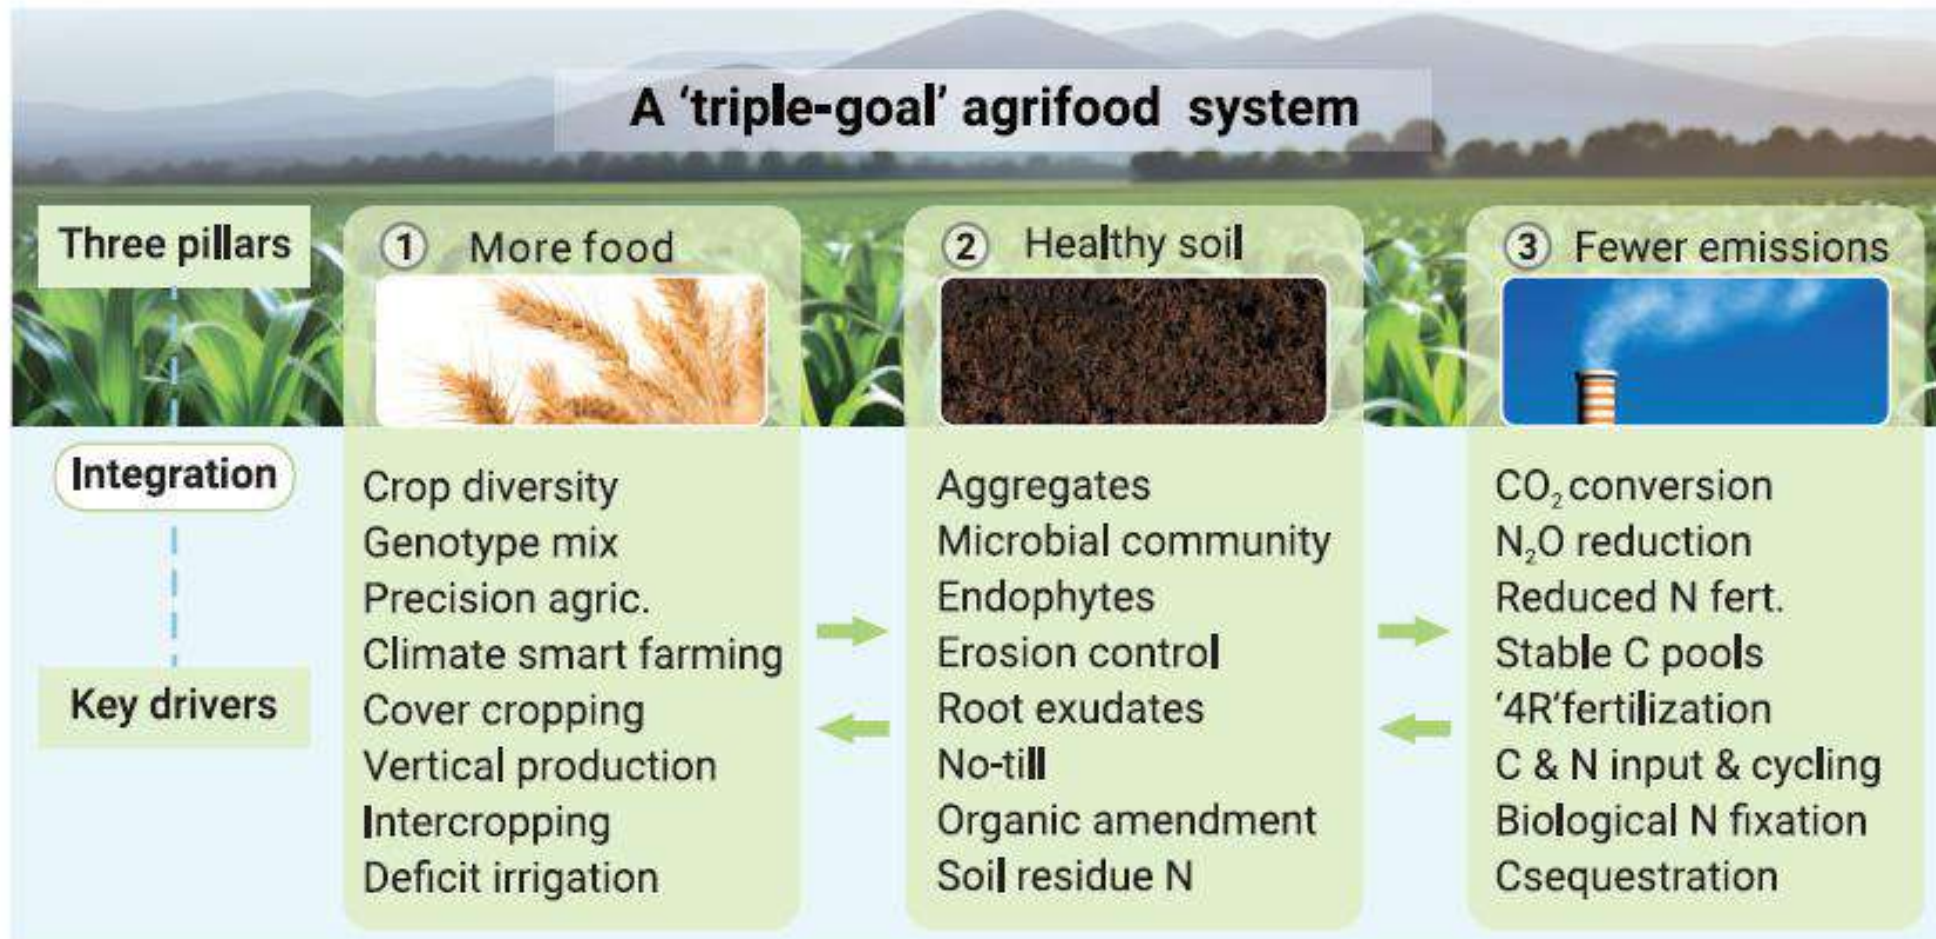 A ‘triple-goal’ agrifood system
Three pillars
1 More food
2 Healthy soil
3 Fewer emissions
Integration
Key drivers
Crop diversity
Genotype mix
Precision agric.
Climate smart farming
Cover cropping
Vertical production
Intercropping
Deficit irrigation
Aggregates
Microbial community
Endophytes
Erosion control
Root exudates
No-till
Organic amendment
Soil residue N
CO₂ conversion
N₂O reduction
Reduced N fert.
Stable C pools
‘4R’fertilization
C & N input & cycling
Biological N fixation
Csequestration